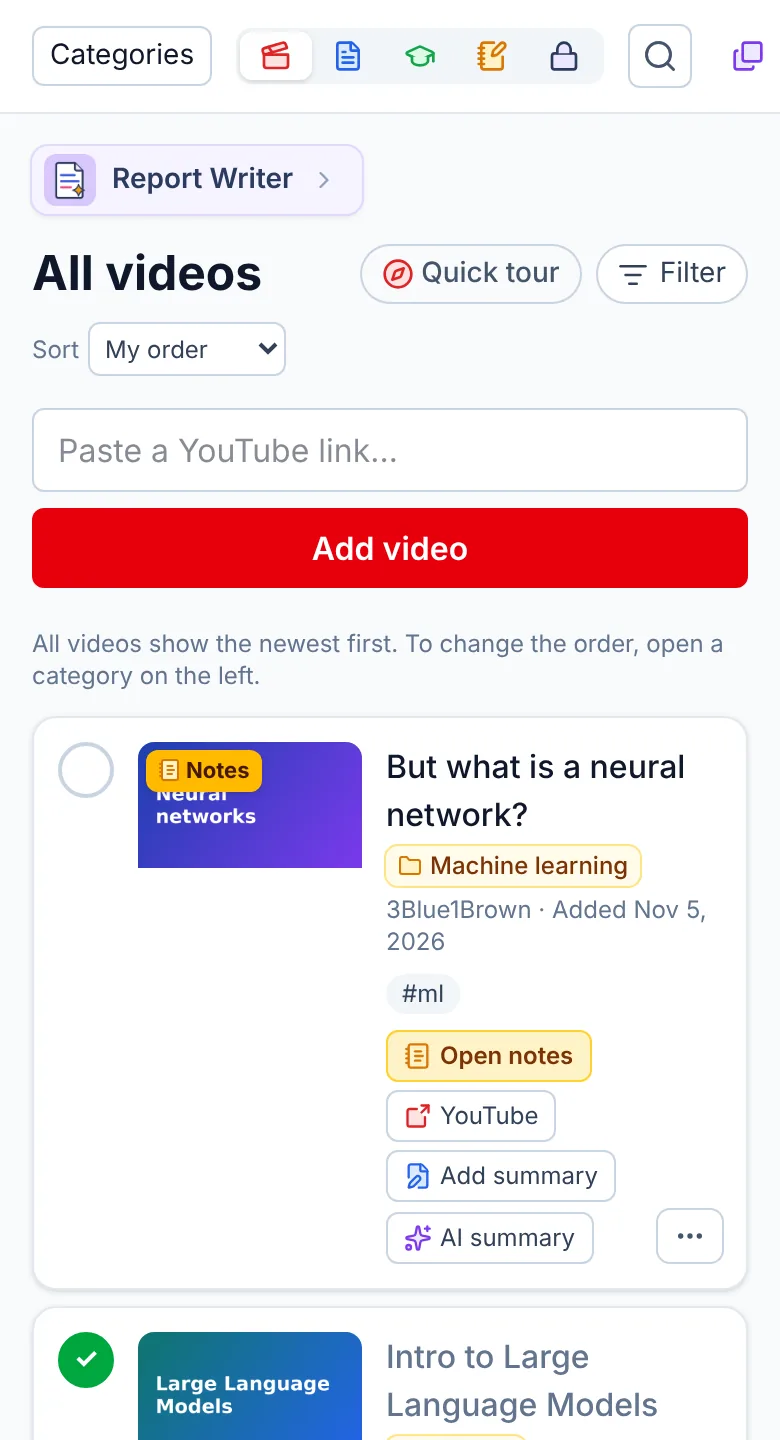 Categories
Report Writer
All videos
Quick tour
Filter
Sort
My order
Paste a YouTube link...
Add video
All videos show the newest first. To change the order, open a
category on the left.
Notes
Neural
networks
But what is a neural
network?
Machine learning
3Blue1Brown · Added Nov 5,
2026
#ml
Open notes
YouTube
Add summary
AI summary
Large Language
Models
Intro to Large
Language Models